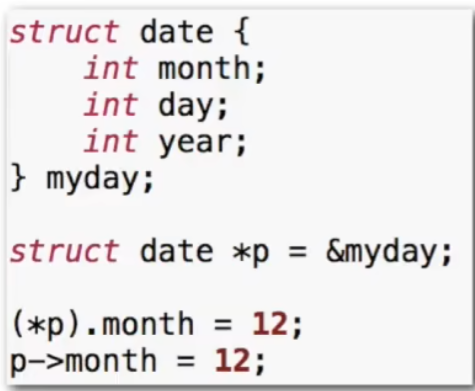 struct date {
    int month;
    int day;
    int year;
} myday;

struct date *p = &myday;

(*p).month = 12;
p->month = 12;